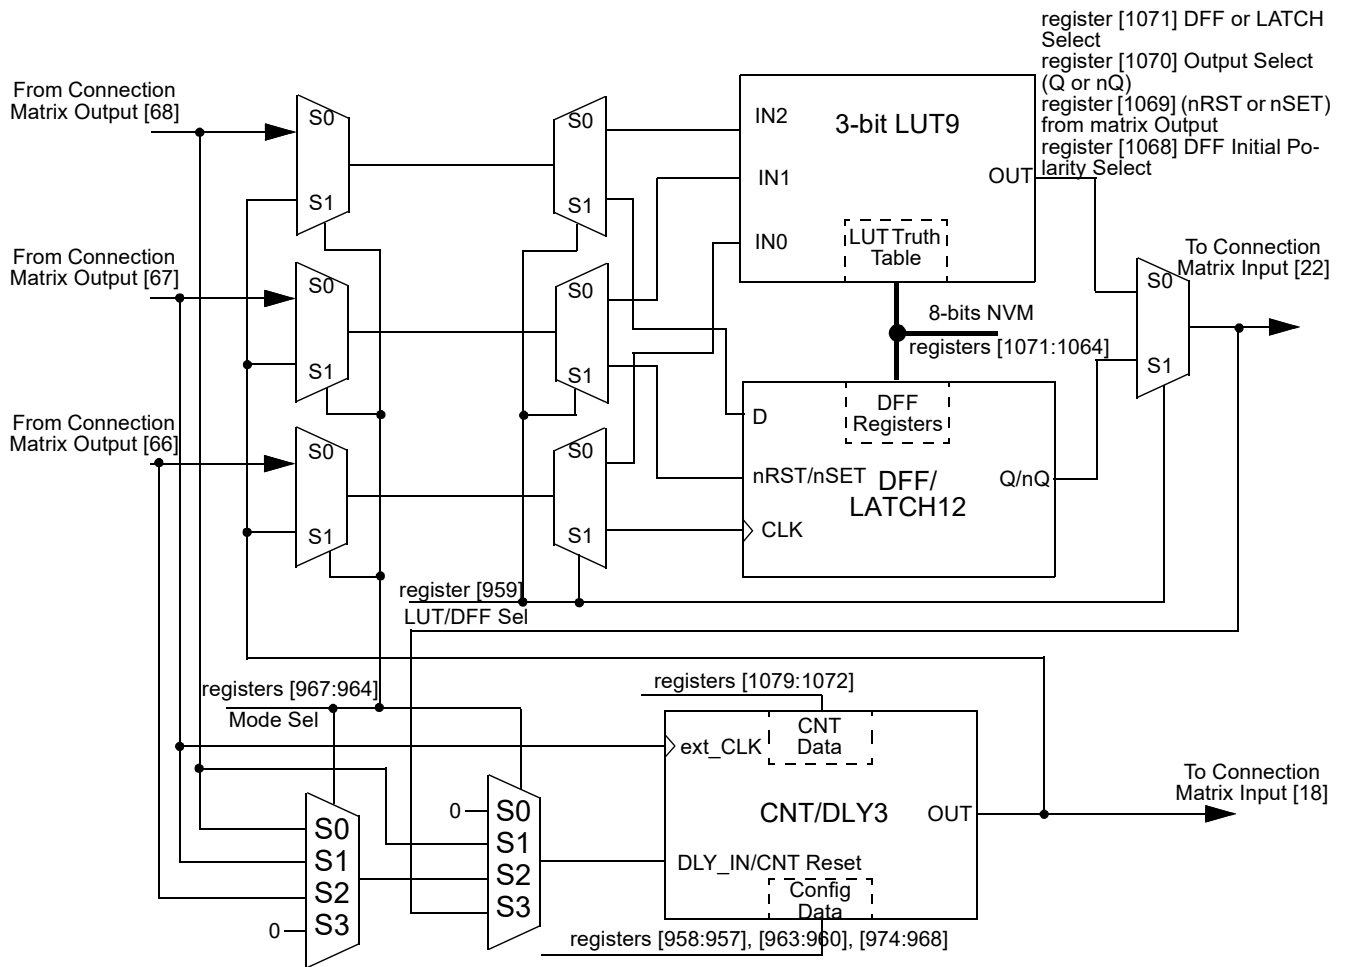 register [1071] DFF or LATCH
Select
register [1070] Output Select
(Q or nQ)
register [1069] (nRST or nSET)
from matrix Output
register [1068] DFF Initial Po-
larity Select
From Connection
Matrix Output [68]
S0
S1
S0
S1
IN2
IN1
IN0
3-bit LUT9
OUT
LUT Truth
Table
From Connection
Matrix Output [67]
S0
S1
S0
S1
To Connection
Matrix Input [22]
S0
S1
8-bits NVM
registers [1071:1064]
From Connection
Matrix Output [66]
S0
S1
S0
S1
D
nRST/nSET
CLK
DFF
Registers
DFF/
LATCH12
Q/nQ
register [959]
LUT/DFF Sel
registers [967:964]
Mode Sel
registers [1079:1072]
ext_CLK
CNT
Data
CNT/DLY3
OUT
DLY_IN/CNT Reset
Config
Data
To Connection
Matrix Input [18]
0
S0
S1
S2
S3
S0
S1
S2
S3
0
registers [958:957], [963:960], [974:968]